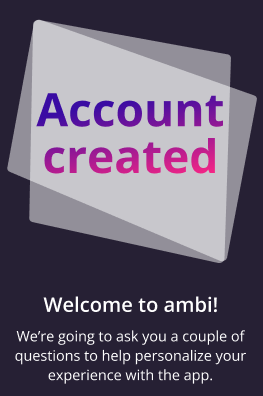 Account
created
Welcome to ambi!
We’re going to ask you a couple of
questions to help personalize your
experience with the app.